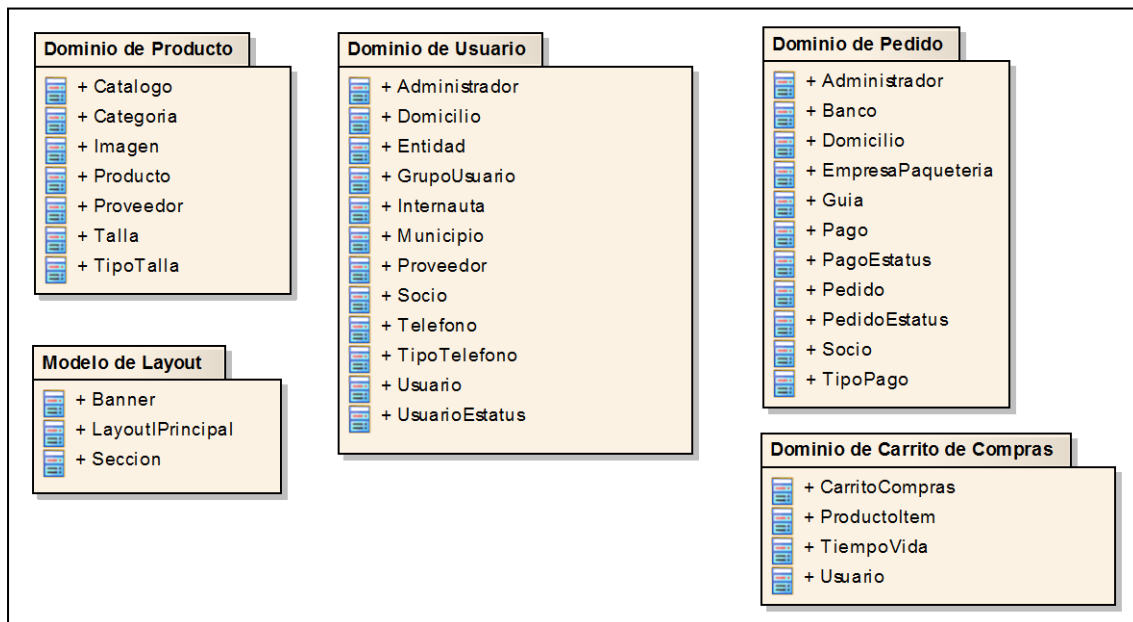 Dominio de Producto
+ Catalogo
+ Categoria
+ Imagen
+ Producto
+ Proveedor
+ Talla
+ TipoTalla
Modelo de Layout
+ Banner
+ LayoutlPrincipal
+ Seccion
Dominio de Usuario
+ Administrador
+ Domicilio
+ Entidad
+ GrupoUsuario
+ Internauta
+ Municipio
+ Proveedor
+ Socio
+ Telefono
+ TipoTelefono
+ Usuario
+ UsuarioEstatus
Dominio de Pedido
+ Administrador
+ Banco
+ Domicilio
+ EmpresaPaqueteria
+ Guia
+ Pago
+ PagoEstatus
+ Pedido
+ PedidoEstatus
+ Socio
+ TipoPago
Dominio de Carrito de Compras
+ CarritoCompras
+ ProductoItem
+ TiempoVida
+ Usuario